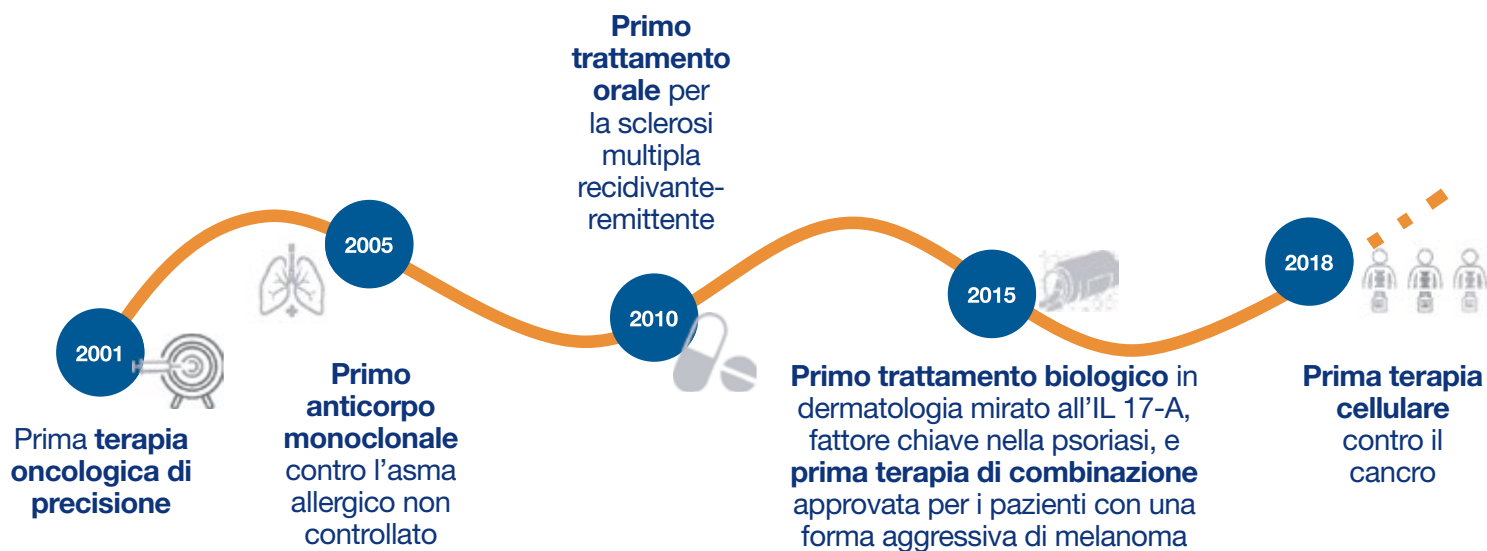 2001
Prima terapia
oncologica di
precisione
2005
Primo
anticorpo
monoclonale
contro l'asma
allergico non
controllato
Primo
trattamento
orale per
la sclerosi
multipla
recidivante-
remittente
2010
2015
Primo trattamento biologico in
dermatologia mirato all'IL 17-A,
fattore chiave nella psoriasi, e
prima terapia di combinazione
approvata per i pazienti con una
forma aggressiva di melanoma
2018
Prima terapia
cellulare
contro il
cancro